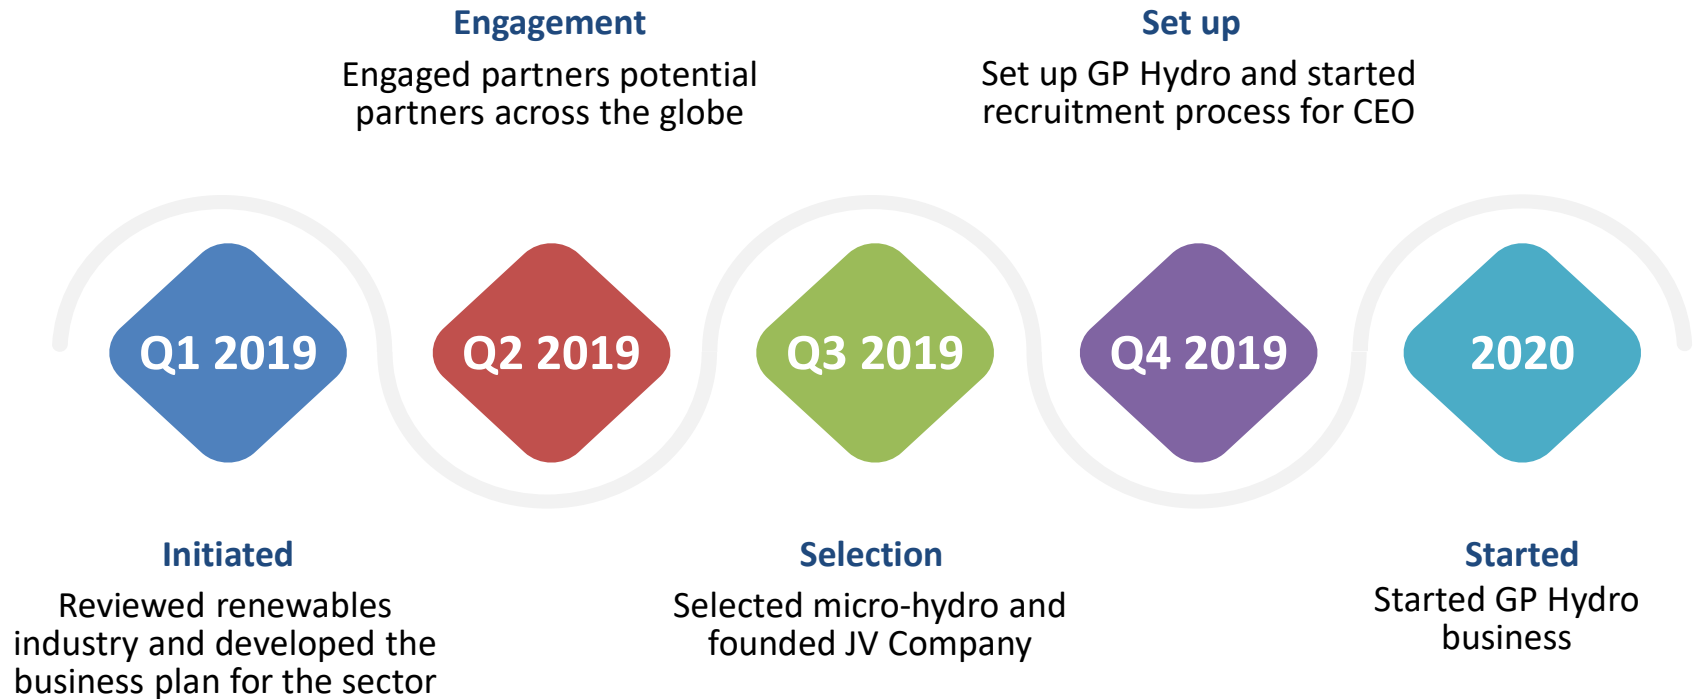 Engagement
Engaged partners potential
partners across the globe
Set up
Set up GP Hydro and started
recruitment process for CEO
Q1 2019
Q2 2019
Q3 2019
Q4 2019
2020
Initiated
Reviewed renewables
industry and developed the
business plan for the sector
Selection
Selected micro-hydro and
founded JV Company
Started
Started GP Hydro
business